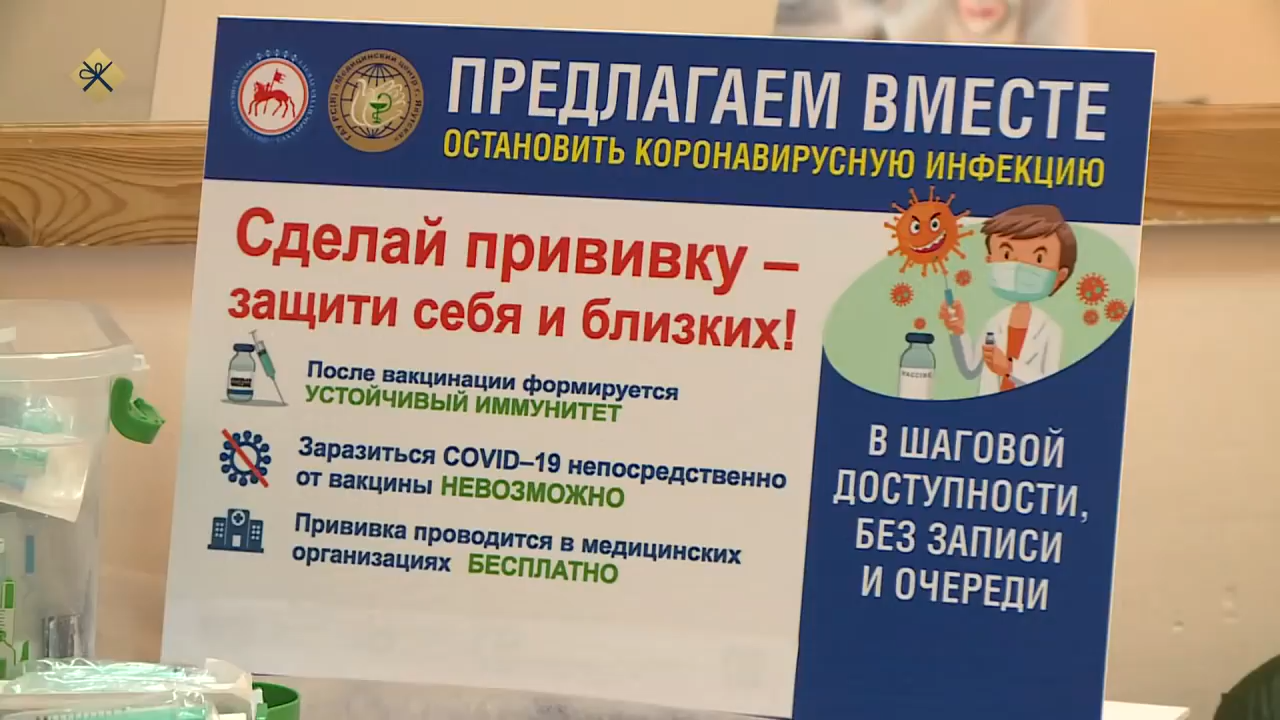 ПРЕДЛАГАЕМ ВМЕСТЕ
ОСТАНОВИТЬ КОРОНАВИРУСНУЮ ИНФЕКЦИЮ
Сделай прививку –
защити себя и близких!
После вакцинации формируется
УСТОЙЧИВЫЙ ИММУНИТЕТ
Заразиться COVID–19 непосредственно
от вакцины НЕВОЗМОЖНО
Прививка проводится в медицинских
организациях БЕСПЛАТНО
VACCINE
В ШАГОВОЙ
ДОСТУПНОСТИ,
БЕЗ ЗАПИСИ
И ОЧЕРЕДИ